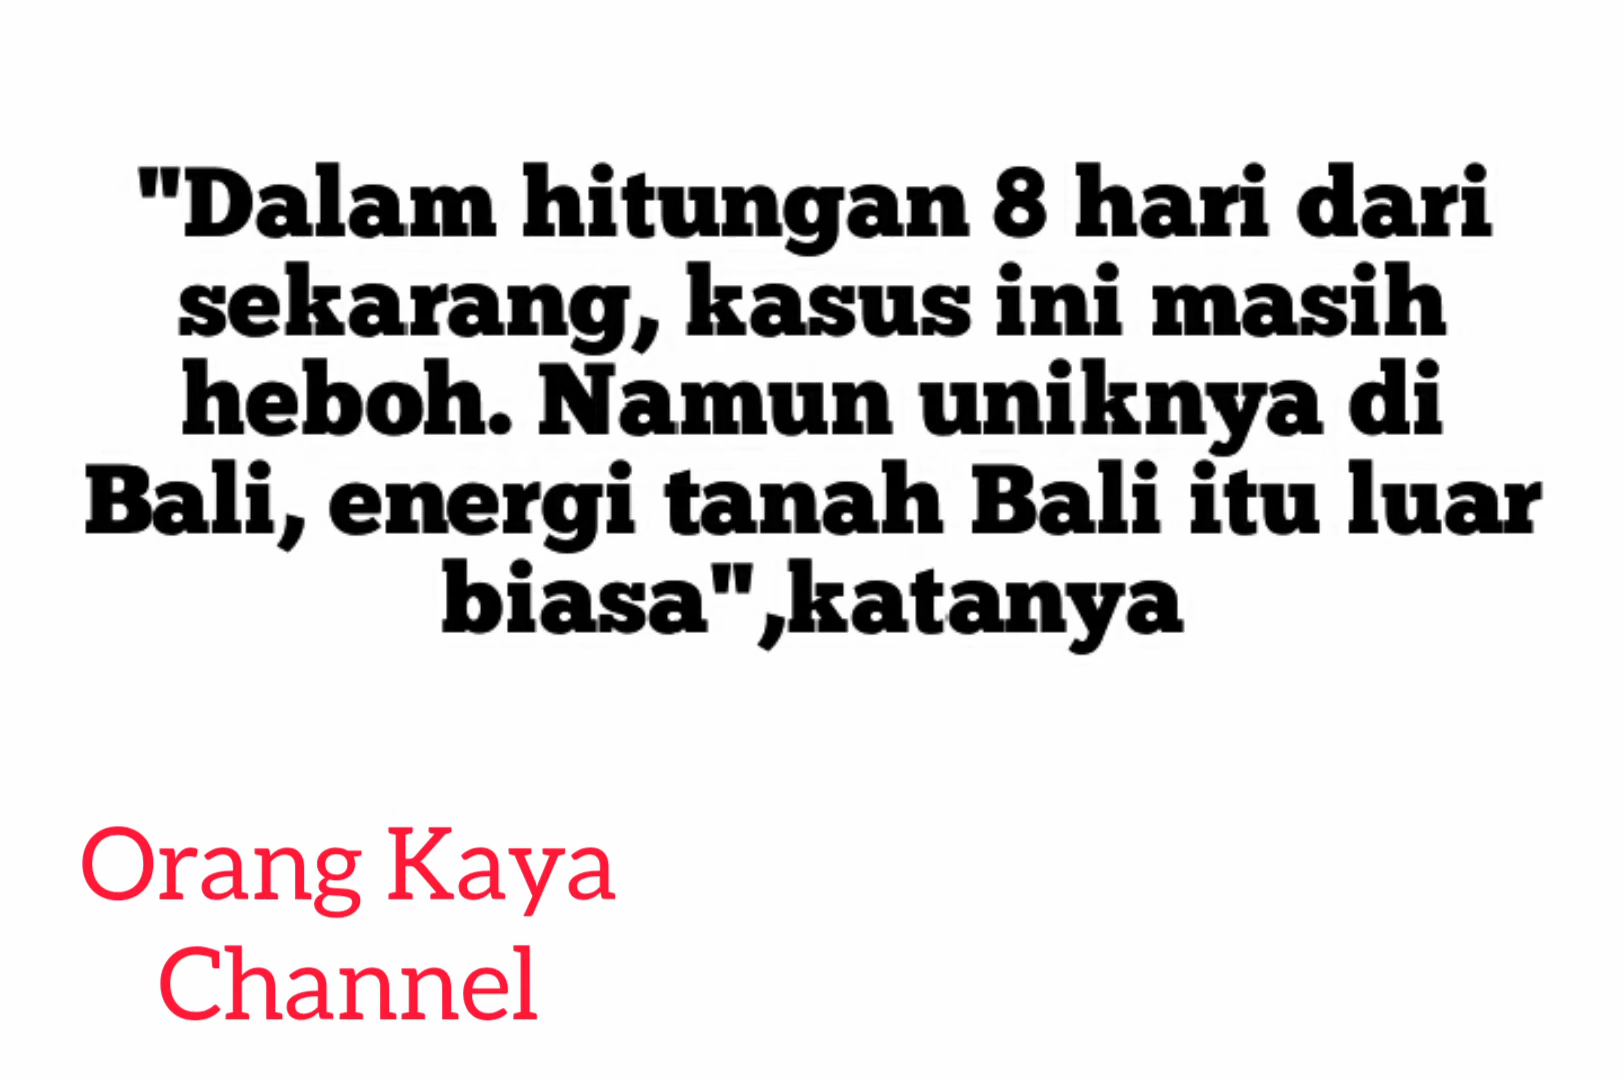 "Dalam hitungan 8 hari dari
sekarang, kasus ini masih
heboh. Namun uniknya di
Bali, energi tanah Bali itu luar
biasa",katanya
Orang Kaya
Channel